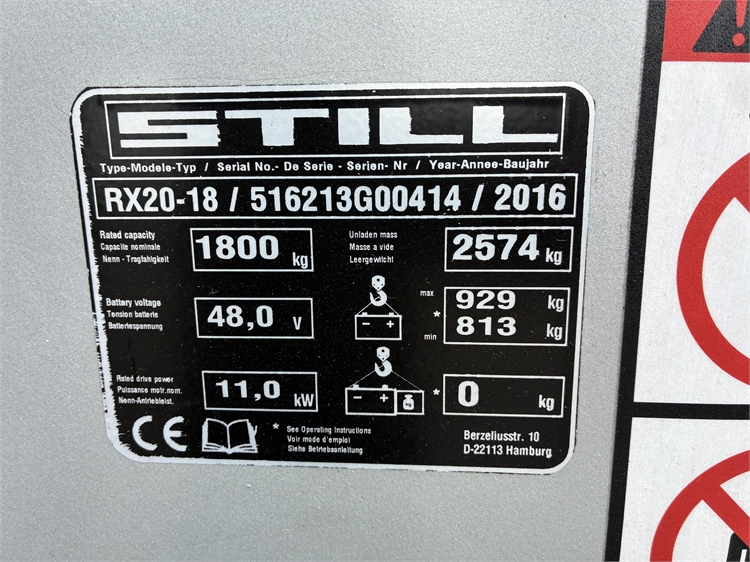 STILL
Type-Modele-Typ / Serial No.- De Serie - Serien- Nr / Year-Annee-Baujahr
RX20-18 / 516213G00414 / 2016
Rated capacity
Capacite nominale
Nenn - Tragfahigkeit
1800 kg
Unladen mass
Masse a vide
Leergewitcht
2574 kg
Battery voltage
Tension batterie
Batteriespannung
48,0 V
max 929 kg
*
min 813 kg
Rated drive power
Puissance motr.nom.
Nenn-Antriebleist.
11,0 kW
* 0 kg
CE
* See Operating Instructions
Voir mode d'emploi
Siehe Betriebsanleitung
Berzeliusstr. 10
D-22113 Hamburg